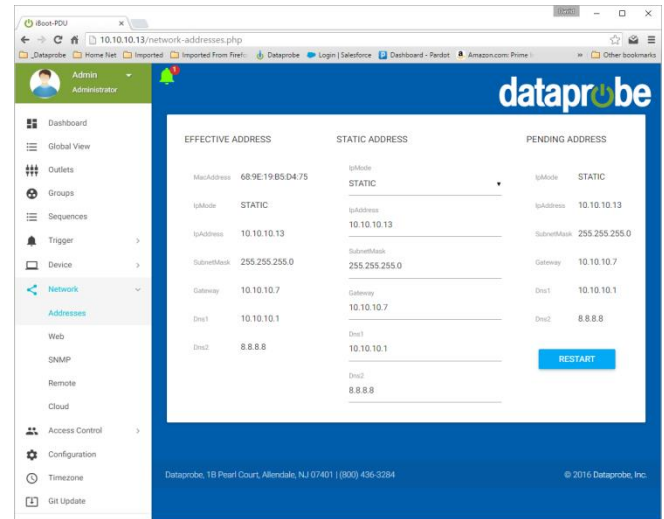 David
iBoot-PDU
10.10.10.13/network-addresses.php
_Dataprobe Home Net Imported Imported From Firef Dataprobe Login | Salesforce Dashboard - Pardot Amazon.com: Prime I » Other bookmarks
Admin
Administrator
1
dataprobe
Dashboard
Global View
Outlets
Groups
Sequences
Trigger
Device
Network
Addresses
Web
SNMP
Remote
Cloud
Access Control
Configuration
Timezone
Git Update
EFFECTIVE ADDRESS
MacAddress 68:9E:19:B5:D4:75
IpMode STATIC
IpAddress 10.10.10.13
SubnetMask 255.255.255.0
Gateway 10.10.10.7
Dns1 10.10.10.1
Dns2 8.8.8.8
STATIC ADDRESS
IpMode
STATIC
IpAddress
10.10.10.13
SubnetMask
255.255.255.0
Gateway
10.10.10.7
Dns1
10.10.10.1
Dns2
8.8.8.8
PENDING ADDRESS
IpMode STATIC
IpAddress 10.10.10.13
SubnetMask 255.255.255.0
Gateway 10.10.10.7
Dns1 10.10.10.1
Dns2 8.8.8.8
RESTART
Dataprobe, 1B Pearl Court, Allendale, NJ 07401 | (800) 436-3284
© 2016 Dataprobe, Inc.